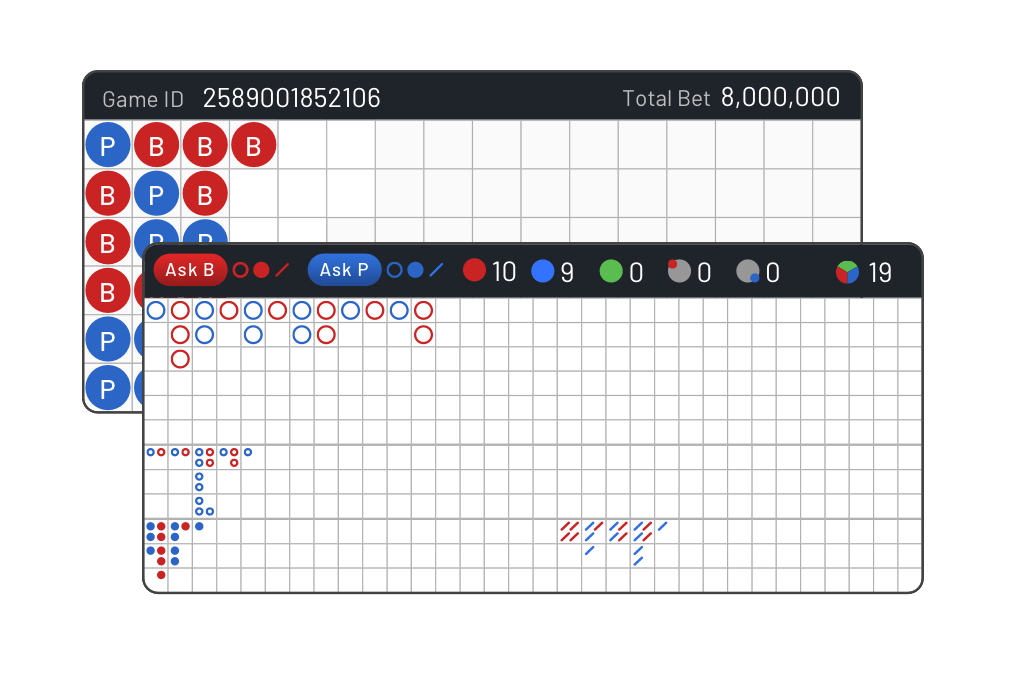 Game ID 2589001852106 Total Bet 8,000,000
P B B B
B P B
B P P
B
P
P
Ask B Ask P 10 9 0 0 0 19